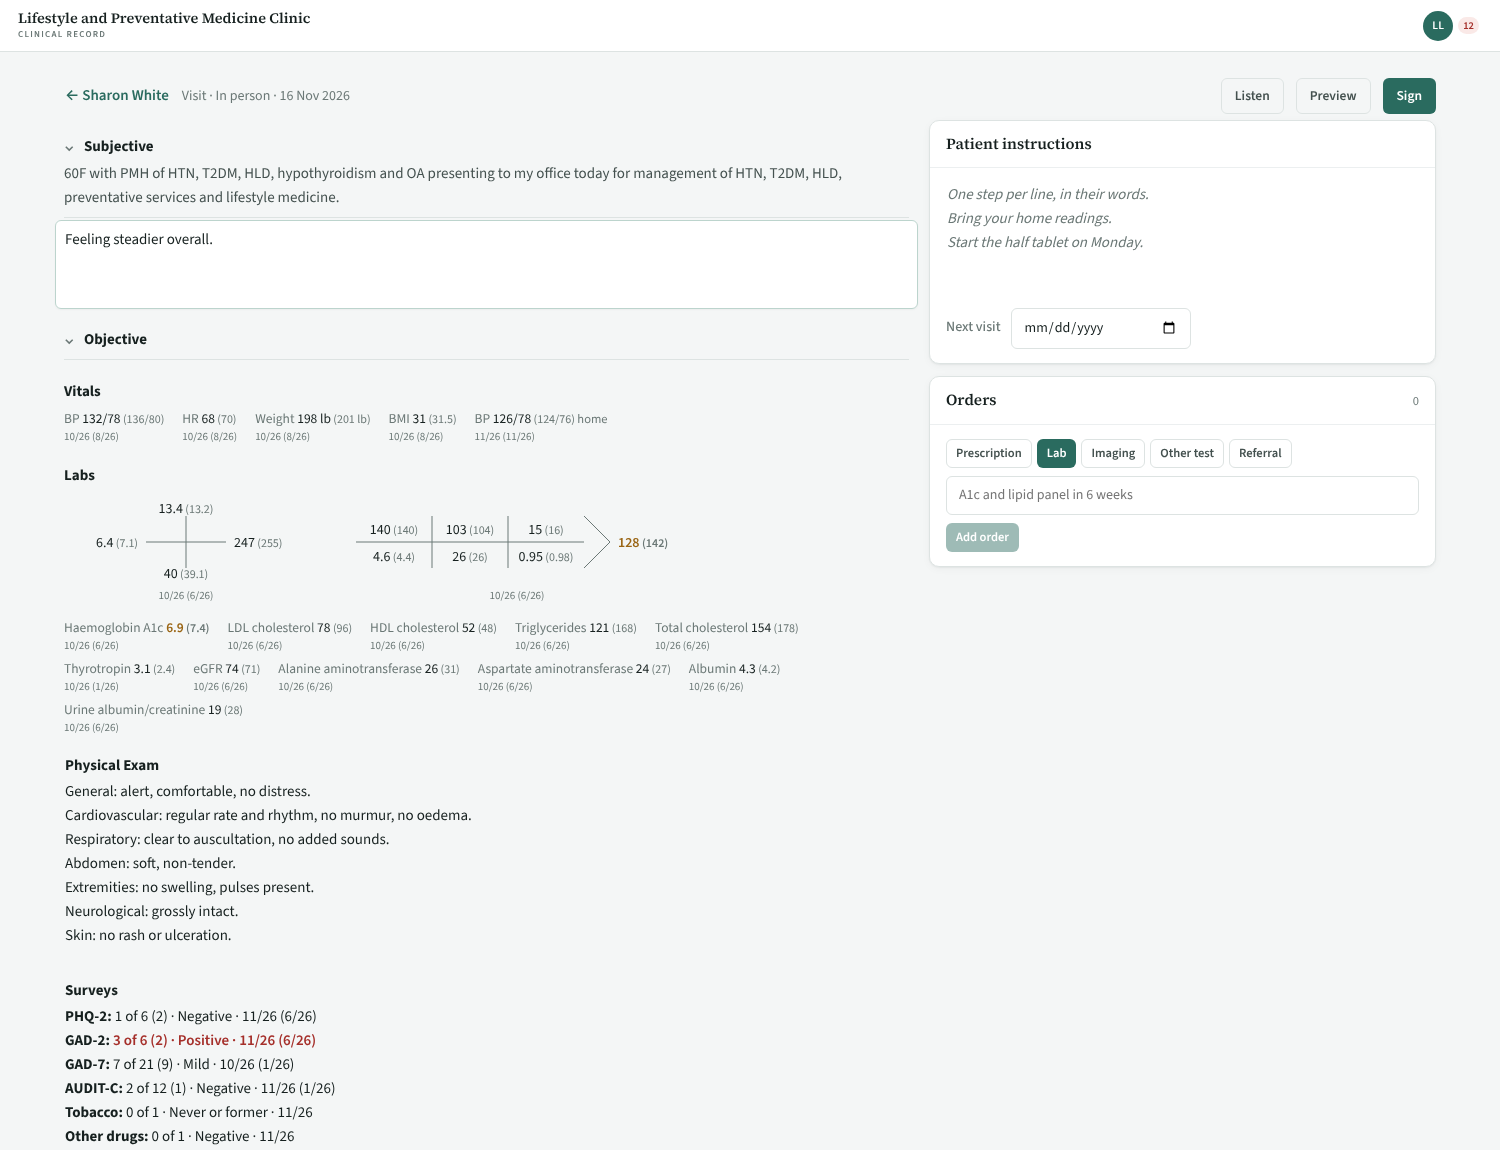 Lifestyle and Preventative Medicine Clinic
CLINICAL RECORD
LL
12
← Sharon White Visit · In person · 16 Nov 2026
Listen
Preview
Sign
Subjective
60F with PMH of HTN, T2DM, HLD, hypothyroidism and OA presenting to my office today for management of HTN, T2DM, HLD,
preventative services and lifestyle medicine.
Feeling steadier overall.
Objective
Vitals
BP 132/78 (136/80) HR 68 (70) Weight 198 lb (201 lb) BMI 31 (31.5) BP 126/78 (124/76) home
10/26 (8/26) 10/26 (8/26) 10/26 (8/26) 10/26 (8/26) 11/26 (11/26)
Labs
13.4 (13.2)
6.4 (7.1) 247 (255)
40 (39.1)
10/26 (6/26)
140 (140) 103 (104) 15 (16)
128 (142)
4.6 (4.4) 26 (26) 0.95 (0.98)
10/26 (6/26)
Haemoglobin A1c 6.9 (7.4) LDL cholesterol 78 (96) HDL cholesterol 52 (48) Triglycerides 121 (168) Total cholesterol 154 (178)
10/26 (6/26) 10/26 (6/26) 10/26 (6/26) 10/26 (6/26) 10/26 (6/26)
Thyrotropin 3.1 (2.4) eGFR 74 (71) Alanine aminotransferase 26 (31) Aspartate aminotransferase 24 (27) Albumin 4.3 (4.2)
10/26 (1/26) 10/26 (6/26) 10/26 (6/26) 10/26 (6/26) 10/26 (6/26)
Urine albumin/creatinine 19 (28)
10/26 (6/26)
Physical Exam
General: alert, comfortable, no distress.
Cardiovascular: regular rate and rhythm, no murmur, no oedema.
Respiratory: clear to auscultation, no added sounds.
Abdomen: soft, non-tender.
Extremities: no swelling, pulses present.
Neurological: grossly intact.
Skin: no rash or ulceration.
Surveys
PHQ-2: 1 of 6 (2) · Negative · 11/26 (6/26)
GAD-2: 3 of 6 (2) · Positive · 11/26 (6/26)
GAD-7: 7 of 21 (9) · Mild · 10/26 (1/26)
AUDIT-C: 2 of 12 (1) · Negative · 11/26 (1/26)
Tobacco: 0 of 1 · Never or former · 11/26
Other drugs: 0 of 1 · Negative · 11/26
Patient instructions
One step per line, in their words.
Bring your home readings.
Start the half tablet on Monday.
Next visit mm/dd/yyyy
Orders 0
Prescription Lab Imaging Other test Referral
A1c and lipid panel in 6 weeks
Add order